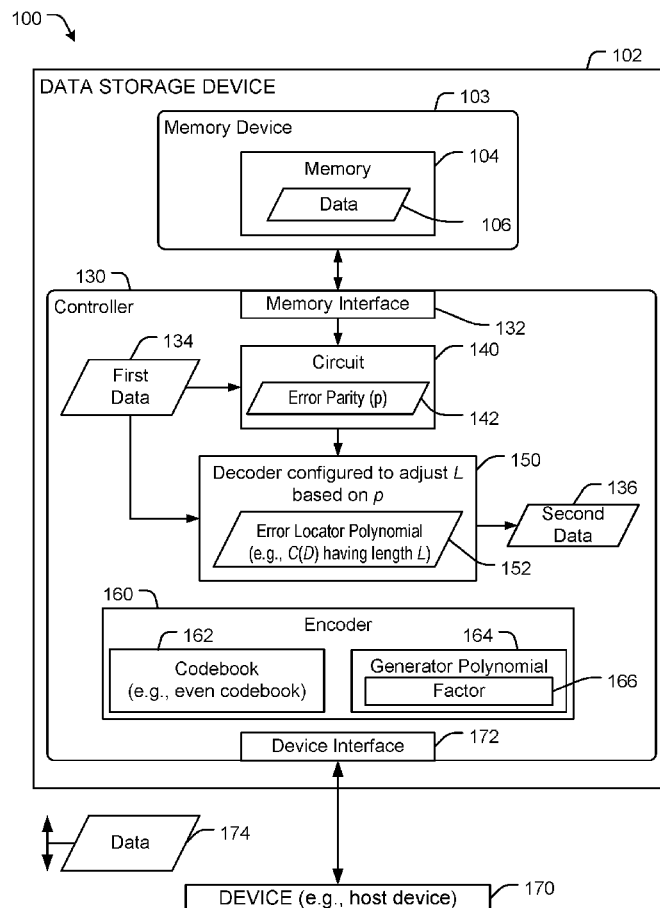 100
102
DATA STORAGE DEVICE
103
Memory Device
104
Memory
Data
106
130
Controller
Memory Interface
132
134
First
Data
140
Circuit
Error Parity (p)
142
150
Decoder configured to adjust L
based on p
136
Second
Data
Error Locator Polynomial
(e.g., C(D) having length L)
152
160
Encoder
162
Codebook
(e.g., even codebook)
164
Generator Polynomial
Factor
166
Device Interface
172
Data
174
DEVICE (e.g., host device)
170